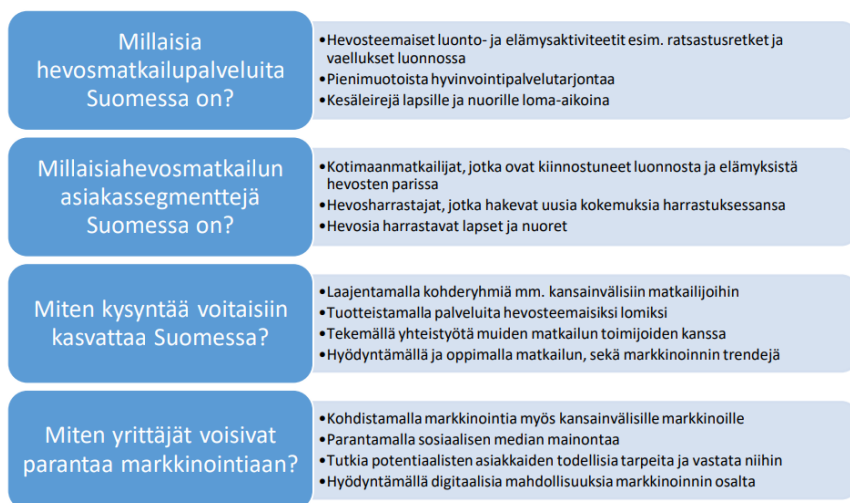 Millaisia
hevosmatkailupalveluita
Suomessa on?
•Hevosteemaiset luonto- ja elämysaktiviteetit esim. ratsastusretket ja
vaellukset luonnossa
•Pienimuotoista hyvinvointipalvelutarjontaa
•Kesäleirejä lapsille ja nuorille loma-aikoina
Millaisiahevosmatkailun
asiakassegmenttejä
Suomessa on?
•Kotimaanmatkailijat, jotka ovat kiinnostuneet luonnosta ja elämyksistä
hevosten parissa
•Hevosharrastajat, jotka hakevat uusia kokemuksia harrastuksessansa
•Hevosia harrastavat lapset ja nuoret
Miten kysyntää voitaisiin
kasvattaa Suomessa?
•Laajentamalla kohderyhmiä mm. kansainvälisiin matkailijoihin
•Tuotteistamalla palveluita hevosteemaisiksi lomiksi
•Tekemällä yhteistyötä muiden matkailun toimijoiden kanssa
•Hyödyntämällä ja oppimalla matkailun, sekä markkinoinnin trendejä
Miten yrittäjät voisivat
parantaa markkinointiaan?
•Kohdistamalla markkinointia myös kansainvälisille markkinoille
•Parantamalla sosiaalisen median mainontaa
•Tutkia potentiaalisten asiakkaiden todellisia tarpeita ja vastata niihin
•Hyödyntämällä digitaalisia mahdollisuuksia markkinoinnin osalta